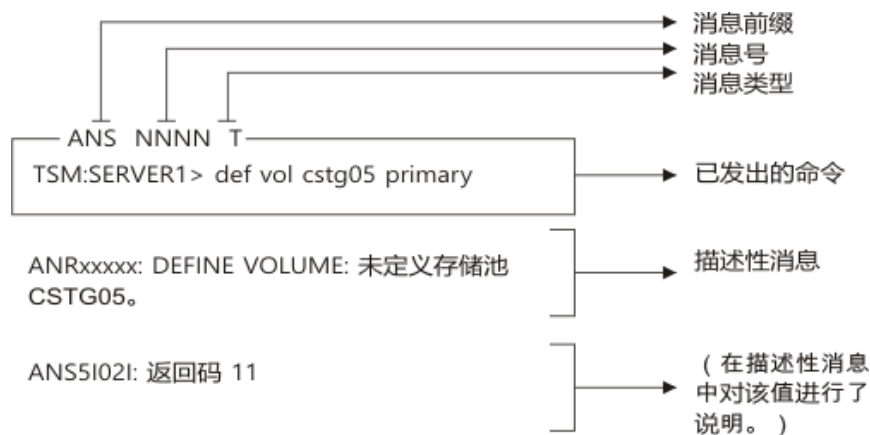 消息前缀
消息号
消息类型
ANS NNNN T
TSM:SERVER1> def vol cstg05 primary
已发出的命令
ANRxxxxx: DEFINE VOLUME: 未定义存储池
CSTG05。
描述性消息
ANS5I02I: 返回码 11
(在描述性消息
中对该值进行了
说明。)